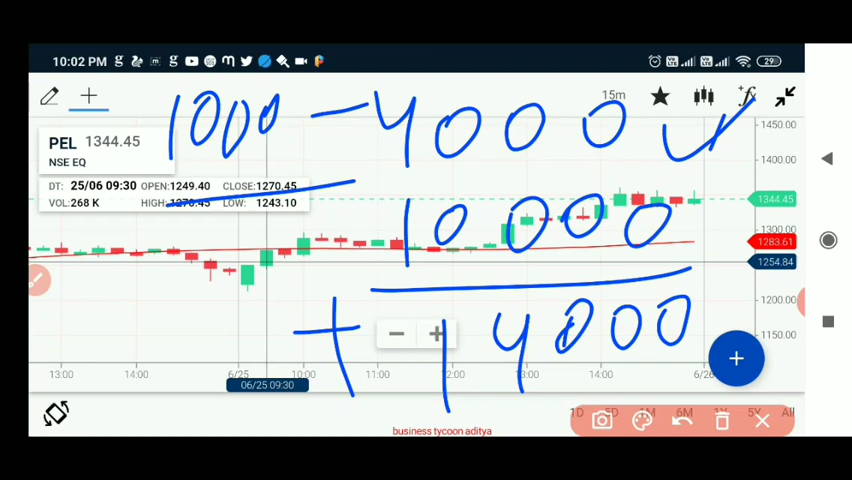 10:02 PM
29
15m
1000 - 4000
PEL 1344.45
NSE EQ
DT: 25/06 09:30 OPEN: 1249.40 CLOSE: 1270.45
VOL: 268 K HIGH: 1270.45 LOW: 1243.10
10000
+ 14000
1450.00
1400.00
1344.45
1300.00
1283.61
1254.84
1200.00
1150.00
13:00 14:00 6/25 10:00 11:00 12:00 13:00 14:00 6/26
06/25 09:30
1D 5D 1M 6M 1Y 5Y All
business tycoon aditya